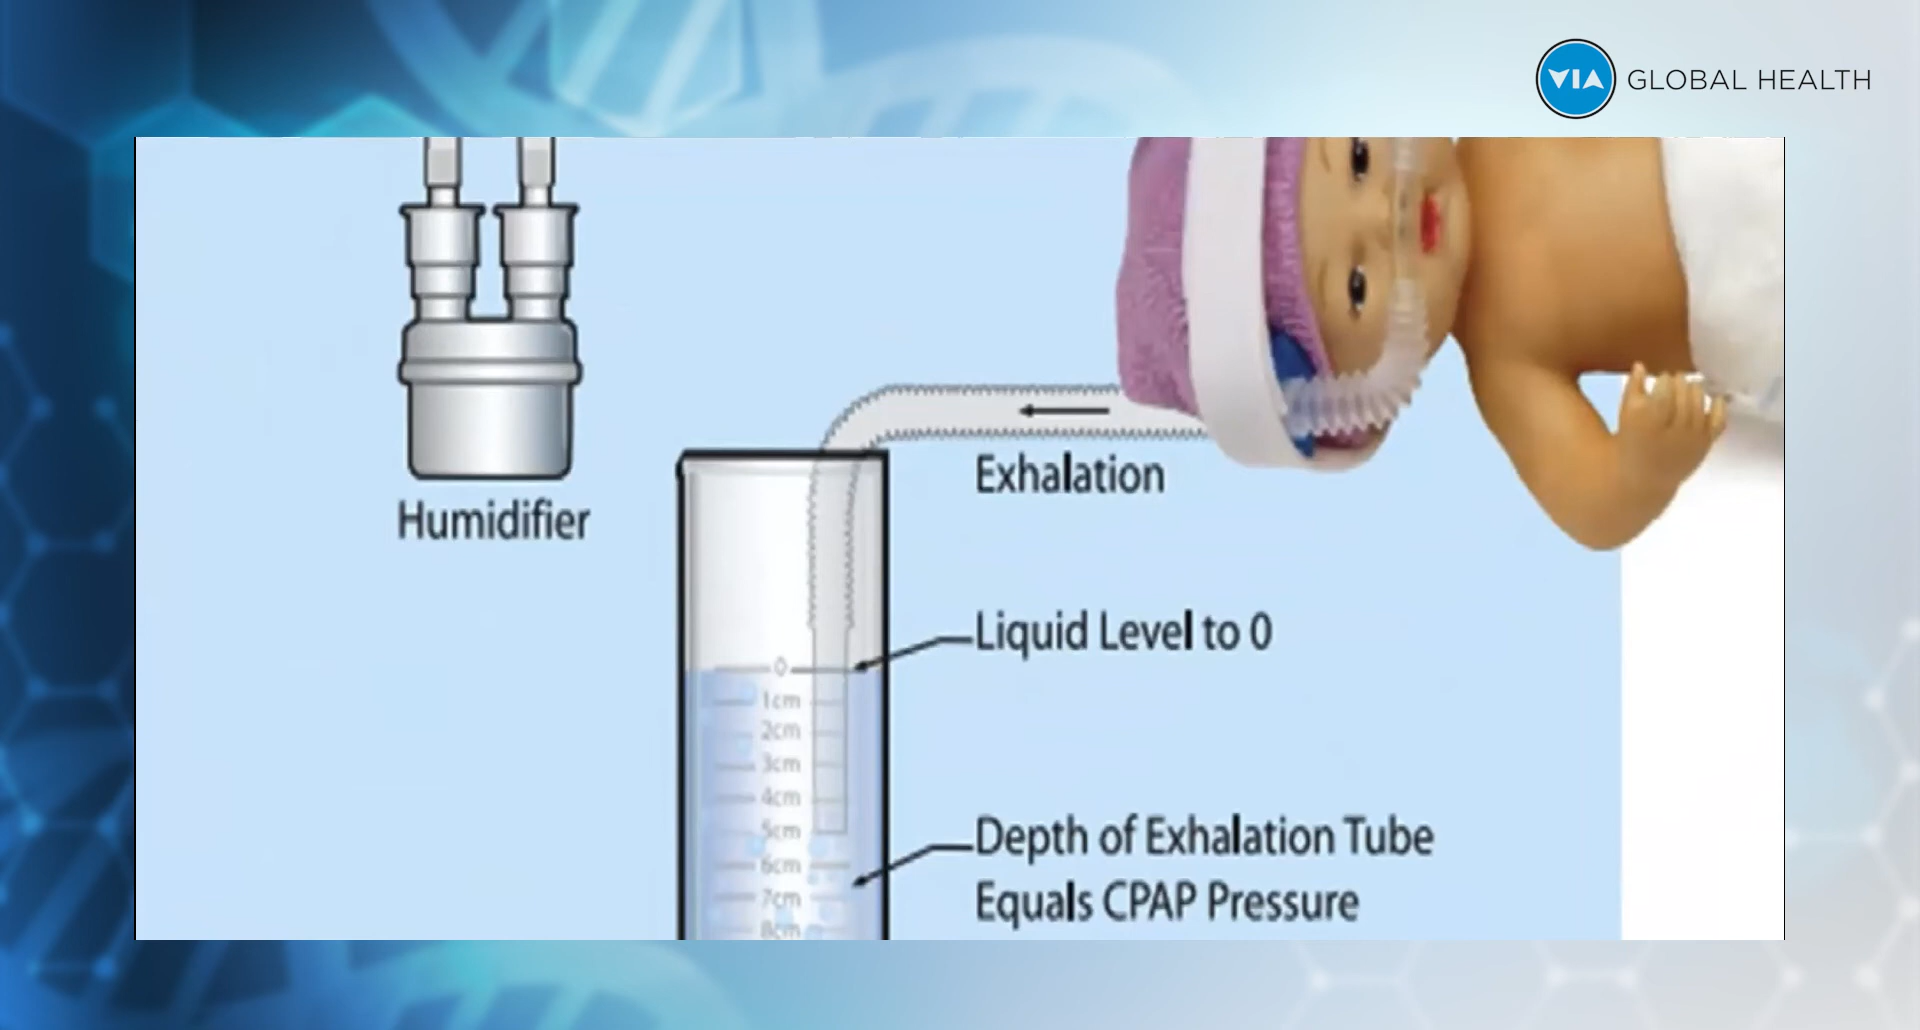 VIA GLOBAL HEALTH
Humidifier
Exhalation
Liquid Level to 0
0
1cm
2cm
3cm
4cm
5cm
6cm
7cm
8cm
Depth of Exhalation Tube
Equals CPAP Pressure